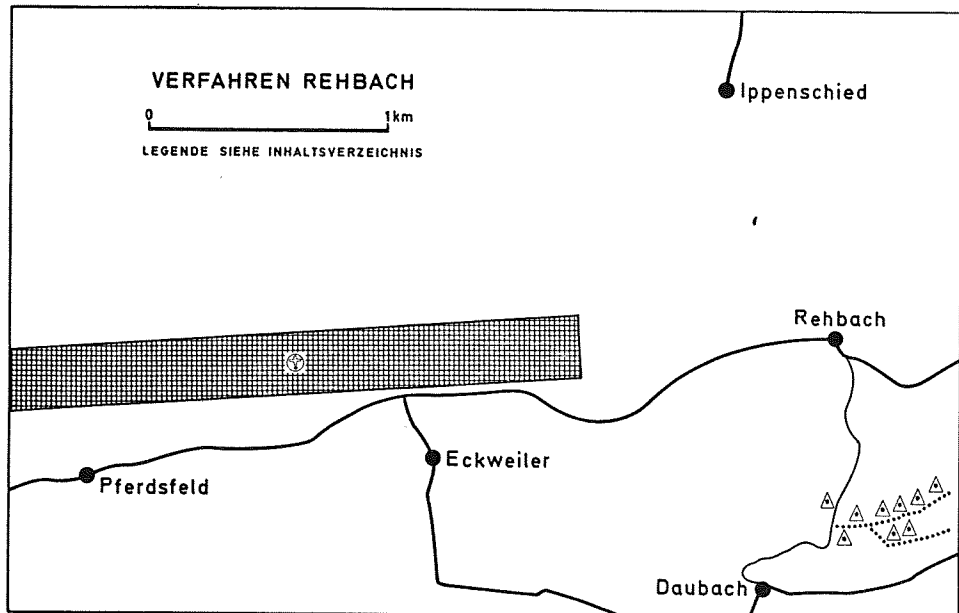 VERFAHREN REHBACH
0 1km
LEGENDE SIEHE INHALTSVERZEICHNIS
Ippenschied
Rehbach
Eckweiler
Pferdsfeld
Daubach